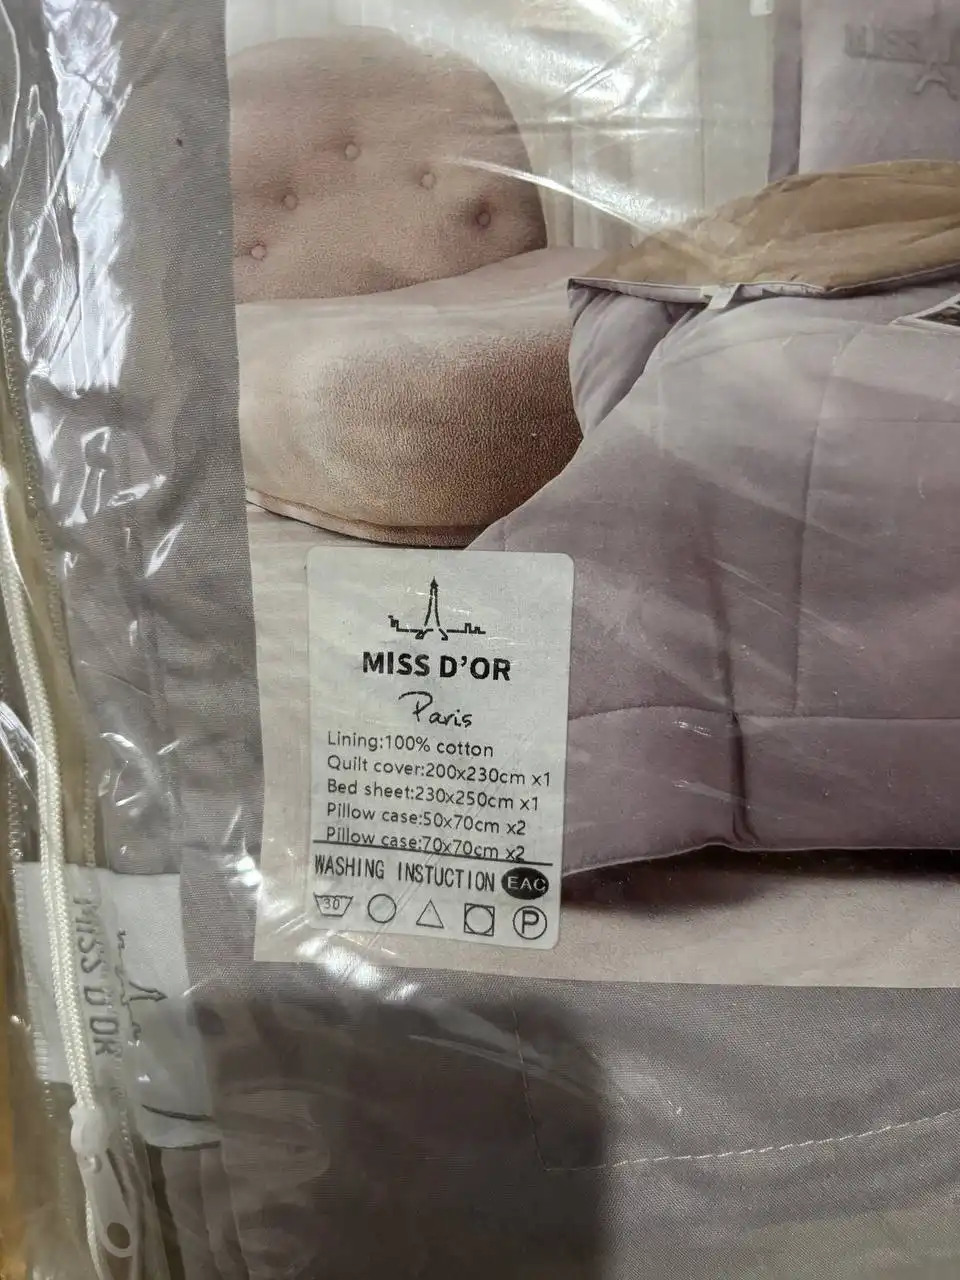 MISS
MISS D'OR
Paris
Lining:100% cotton
Quilt cover:200x230cm x1
Bed sheet:230x250cm x1
Pillow case:50x70cm x2
Pillow case:70x70cm x2
WASHING INSTUCTION EAC
30 P
MISS D'OR